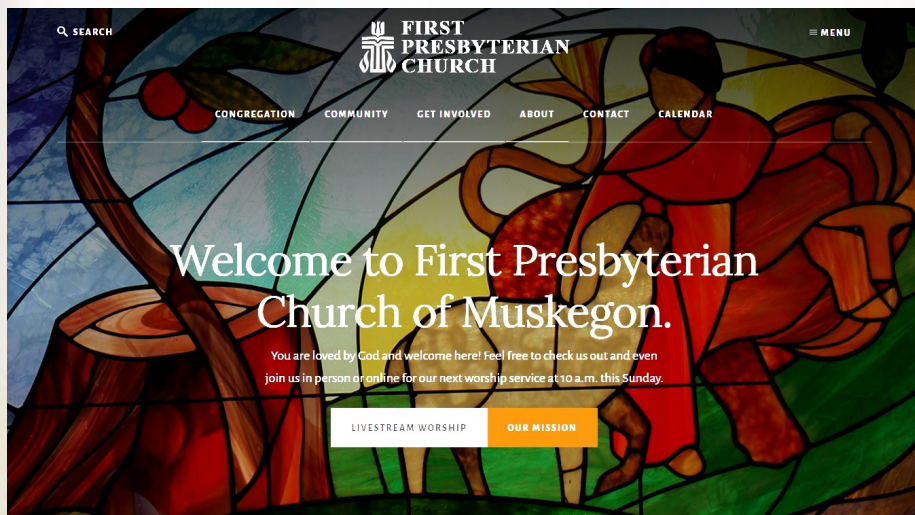 SEARCH
FIRST
PRESBYTERIAN
CHURCH
MENU
CONGREGATION COMMUNITY GET INVOLVED ABOUT CONTACT CALENDAR
Welcome to First Presbyterian
Church of Muskegon.
You are loved by God and welcome here! Feel free to check us out and even
join us in person or online for our next worship service at 10 a.m. this Sunday.
LIVESTREAM WORSHIP OUR MISSION